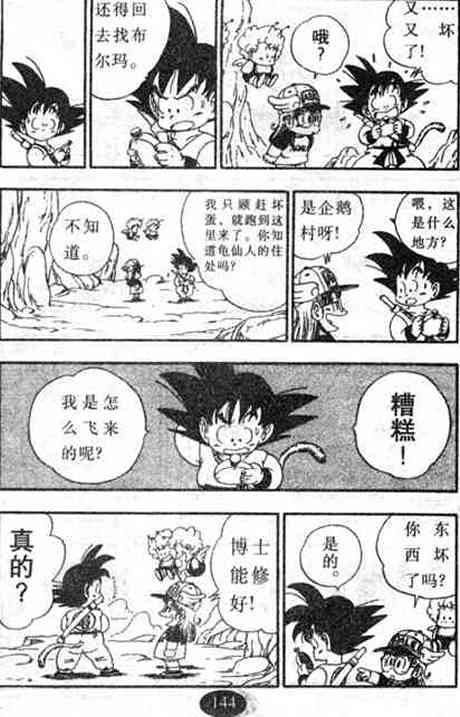 又……
又 坏
了！
哦？
还得回
去找布
尔玛。
喂，这
是什么
地方？
是企鹅
村呀！
我只顾赶坏
蛋、就跑到这
里来了。你知
道龟仙人的住
处吗？
不知
道。
糟糕！
我是怎
么飞来
的呢？
你 东
西 坏
了吗？
是的。
博士
能修
好！
真的？
144